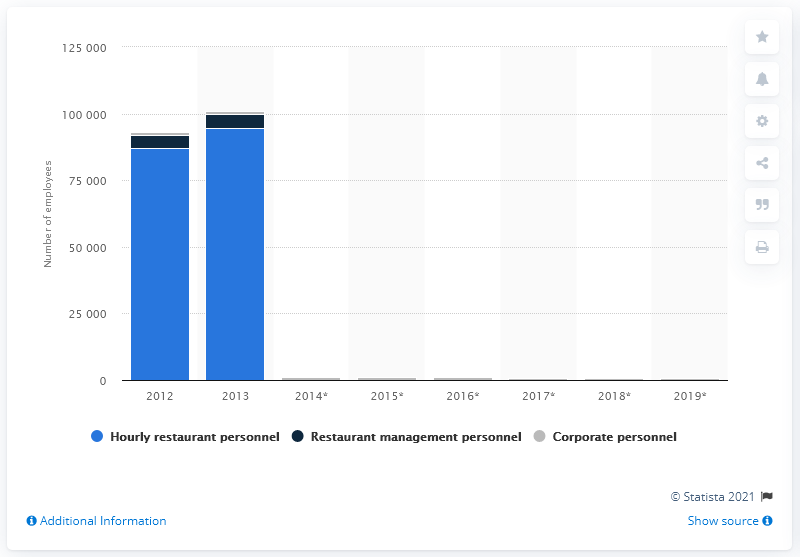 125 000
100 000
75 000
50 000
25 000
0
Number of employees
2012 2013 2014* 2015* 2016* 2017* 2018* 2019*
Hourly restaurant personnel Restaurant management personnel Corporate personnel
© Statista 2021
Additional Information Show source